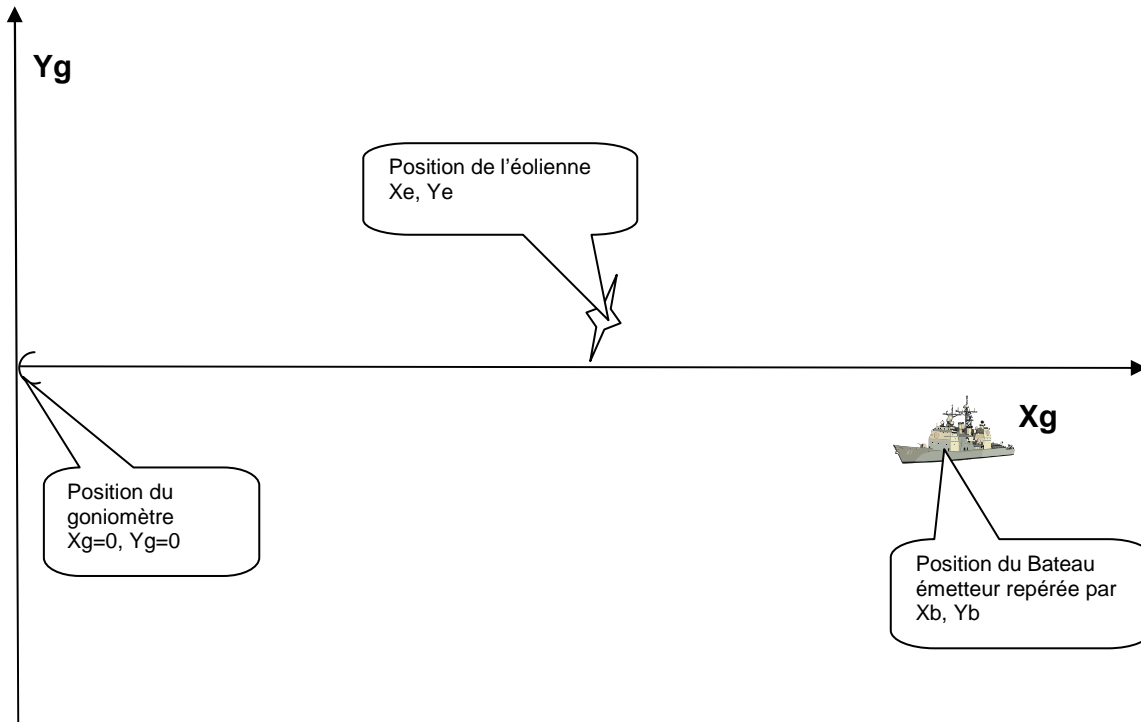 Yg
Position de l'éolienne
Xe, Ye
Xg
Position du
goniomètre
Xg=0, Yg=0
Position du Bateau
émetteur repérée par
Xb, Yb